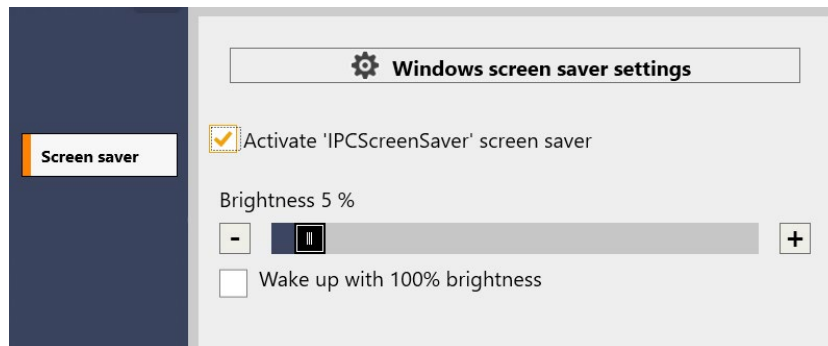 Windows screen saver settings
Screen saver
Activate 'IPCScreenSaver' screen saver
Brightness 5 %
-
+
Wake up with 100% brightness